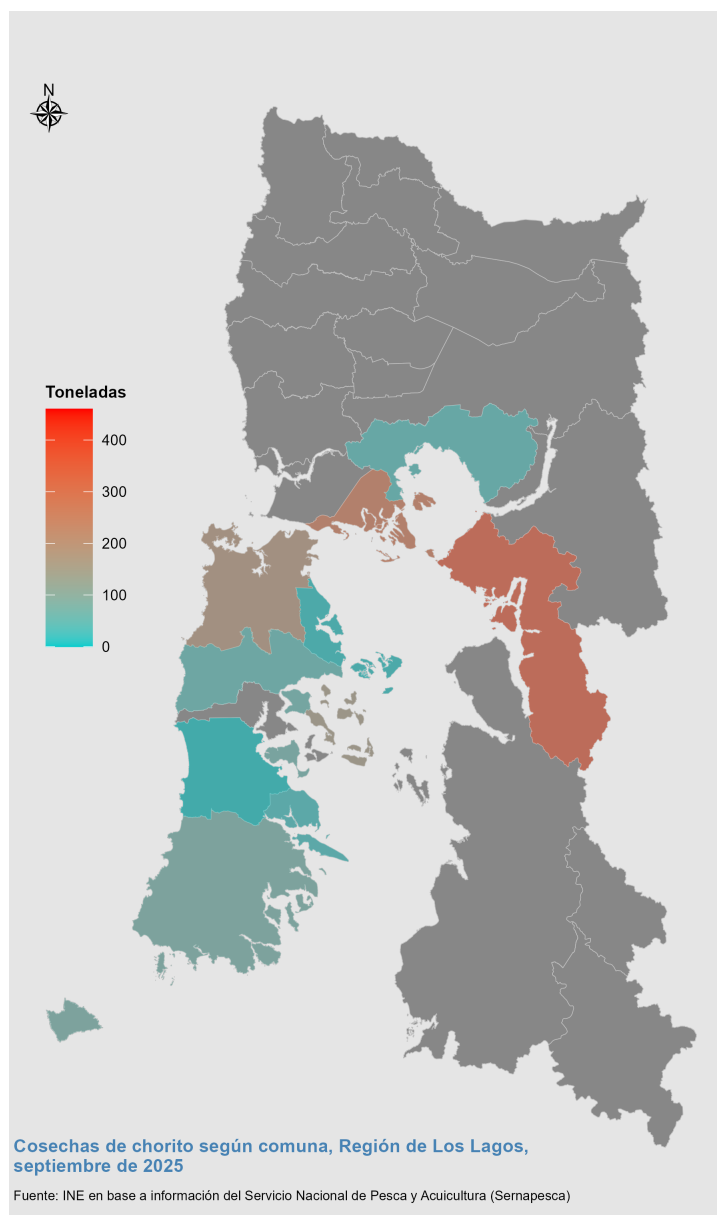 N
Toneladas
400
300
200
100
0
Cosechas de chorito según comuna, Región de Los Lagos,
septiembre de 2025
Fuente: INE en base a información del Servicio Nacional de Pesca y Acuicultura (Sernapesca)